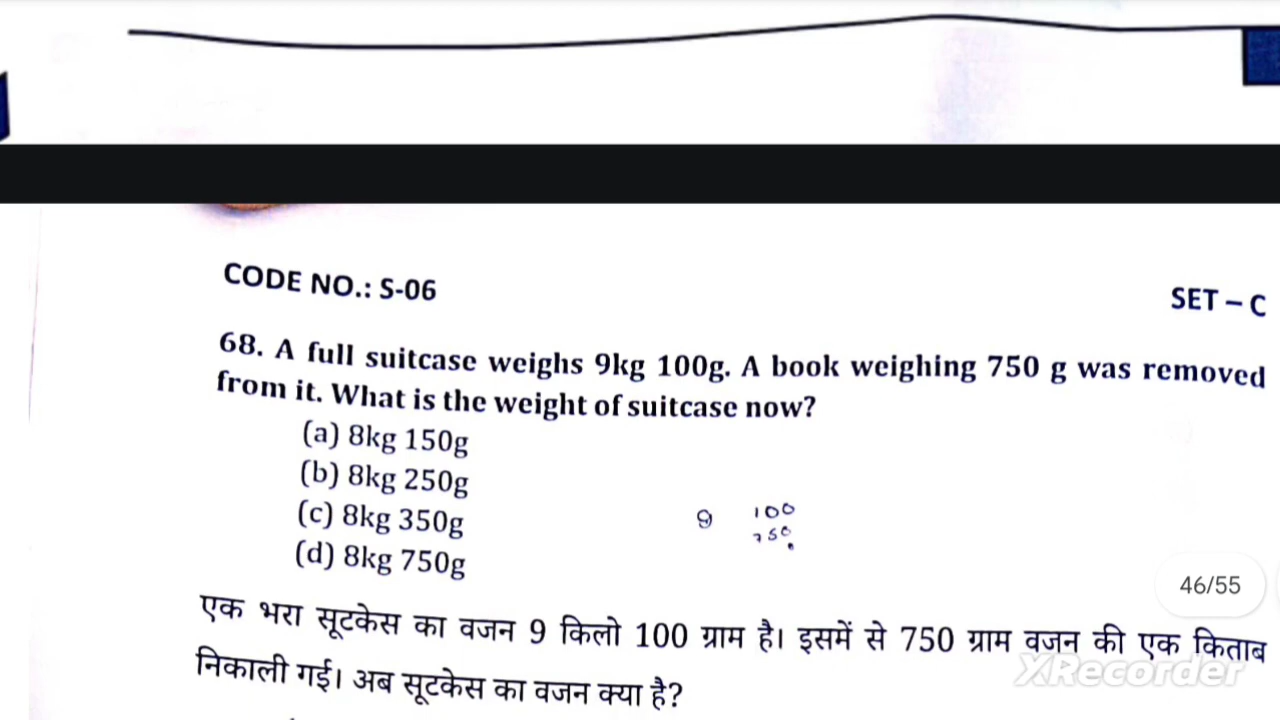 CODE NO.: S-06
SET – C
68. A full suitcase weighs 9kg 100g. A book weighing 750 g was removed
from it. What is the weight of suitcase now?
(a) 8kg 150g
(b) 8kg 250g
(c) 8kg 350g
(d) 8kg 750g
9 100
750
46/55
एक भरा सूटकेस का वजन 9 किलो 100 ग्राम है। इसमें से 750 ग्राम वजन की एक किताब
निकाली गई। अब सूटकेस का वजन क्या है?
XRecorder